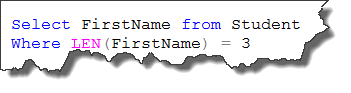 Select FirstName from Student
Where LEN(FirstName) = 3